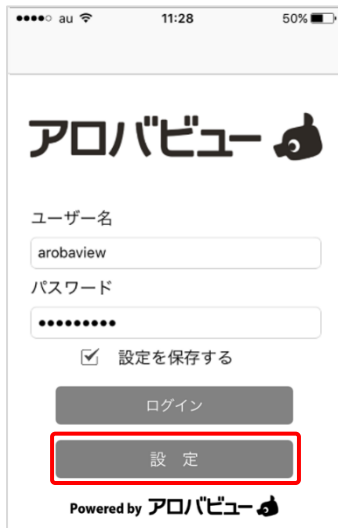 au 11:28 50%
アロバビュー
ユーザー名
arobaview
パスワード
●●●●●●●●●
設定を保存する
ログイン
設 定
Powered by アロバビュー